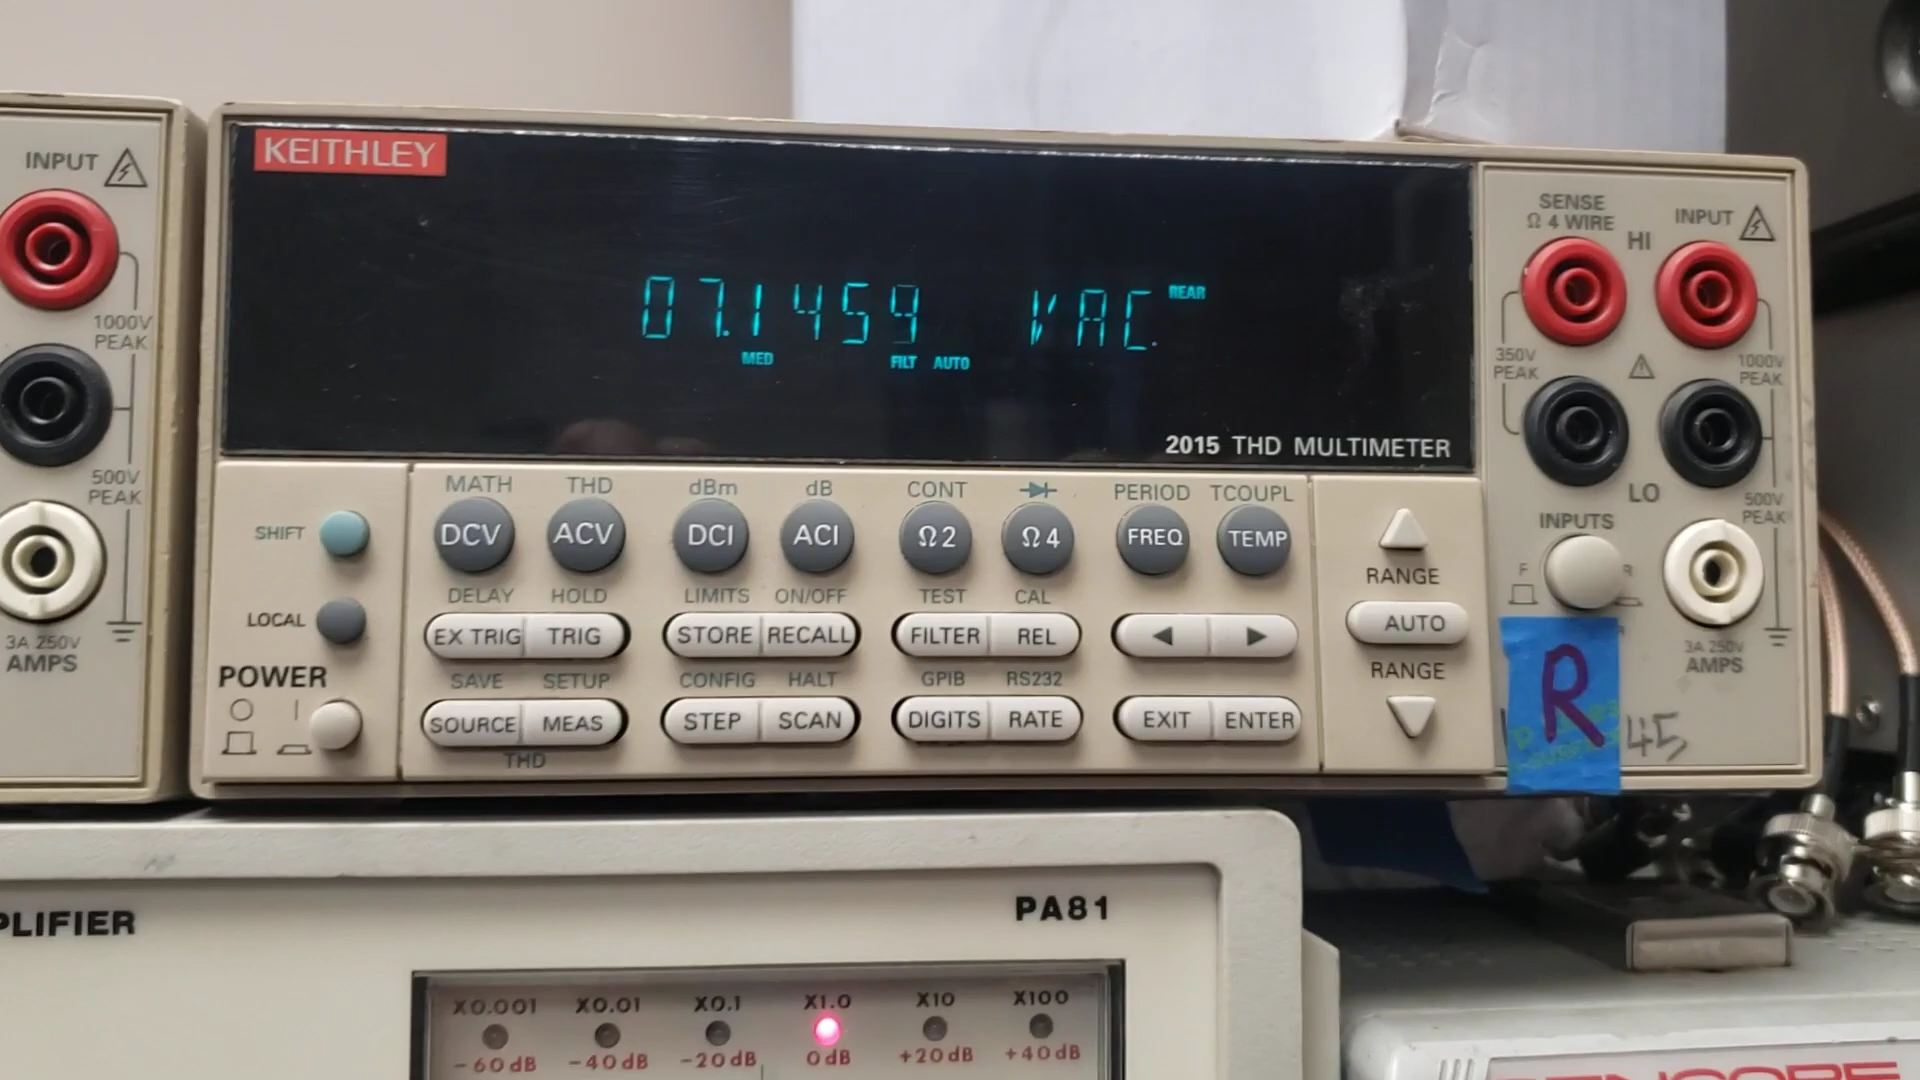 KEITHLEY
07.1459 VAC
REAR
MED FILT AUTO
2015 THD MULTIMETER
INPUT
1000V
PEAK
500V
PEAK
3A 250V
AMPS
MATH THD dBm dB CONT PERIOD TCOUPL
SHIFT DCV ACV DCI ACI Ω2 Ω4 FREQ TEMP
DELAY HOLD LIMITS ON/OFF TEST CAL
LOCAL EX TRIG TRIG STORE RECALL FILTER REL
POWER
SAVE SETUP CONFIG HALT GPIB RS232
SOURCE MEAS STEP SCAN DIGITS RATE EXIT ENTER
THD
RANGE
AUTO
RANGE
SENSE
Ω 4 WIRE
HI
INPUT
350V
PEAK
1000V
PEAK
LO
INPUTS
500V
PEAK
F R
3A 250V
AMPS
R
45
PLIFIER
PA81
X0.001 X0.01 X0.1 X1.0 X10 X100
-60dB -40dB -20dB 0dB +20dB +40dB